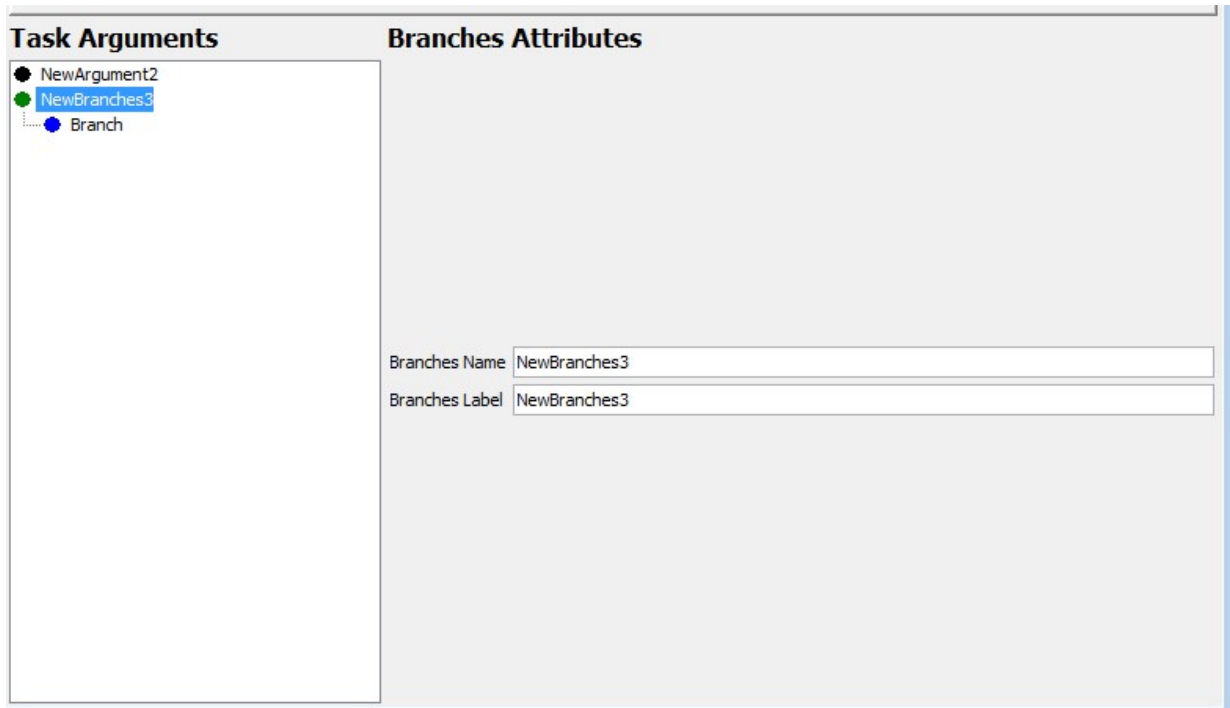 Task Arguments
Branches Attributes
NewArgument2
NewBranches3
Branch
Branches Name NewBranches3
Branches Label NewBranches3